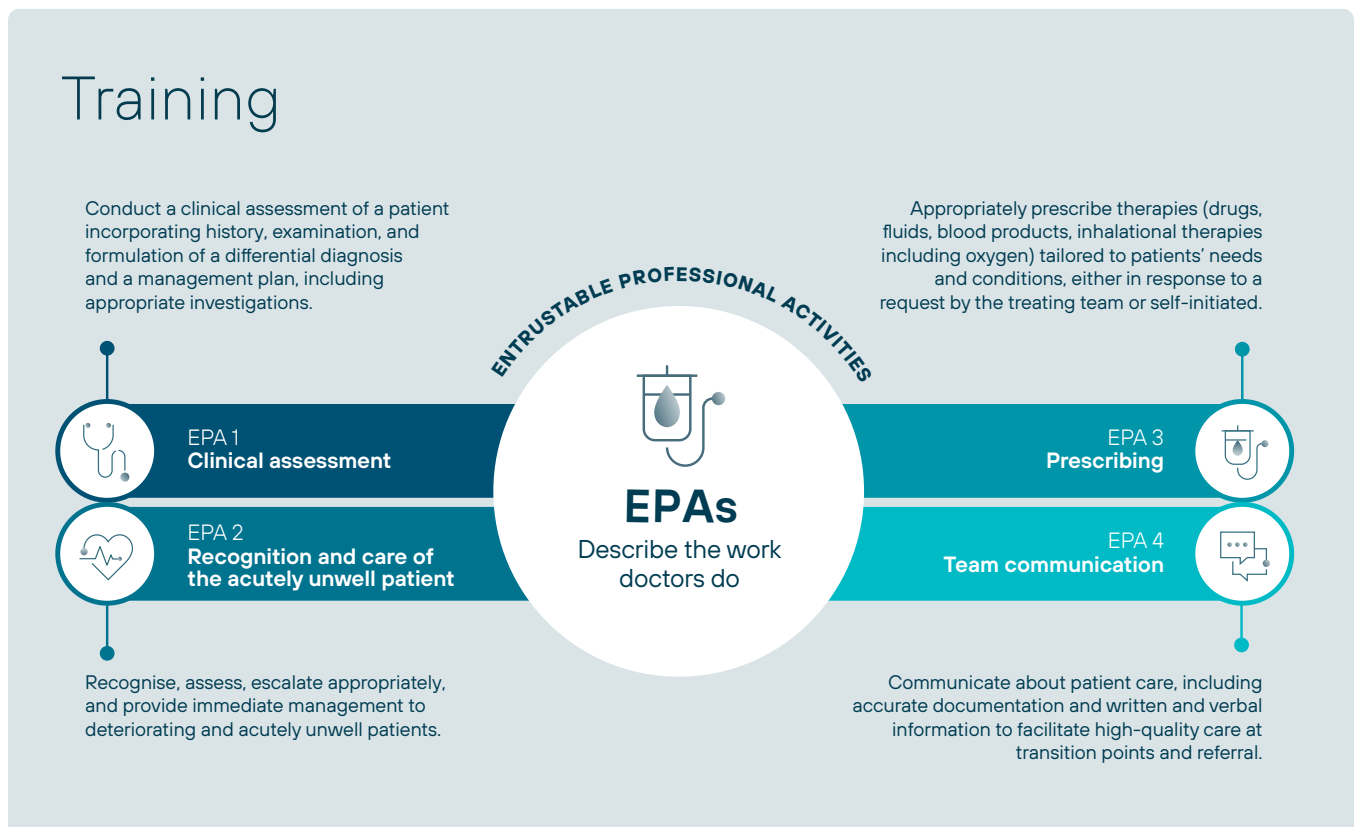 Training
Conduct a clinical assessment of a patient
incorporating history, examination, and
formulation of a differential diagnosis
and a management plan, including
appropriate investigations.
Appropriately prescribe therapies (drugs,
fluids, blood products, inhalational therapies
including oxygen) tailored to patients’ needs
and conditions, either in response to a
request by the treating team or self-initiated.
ENTRUSTABLE PROFESSIONAL ACTIVITIES
EPA 1
Clinical assessment
EPA 2
Recognition and care of
the acutely unwell patient
EPAs
Describe the work
doctors do
EPA 3
Prescribing
EPA 4
Team communication
Recognise, assess, escalate appropriately,
and provide immediate management to
deteriorating and acutely unwell patients.
Communicate about patient care, including
accurate documentation and written and verbal
information to facilitate high-quality care at
transition points and referral.